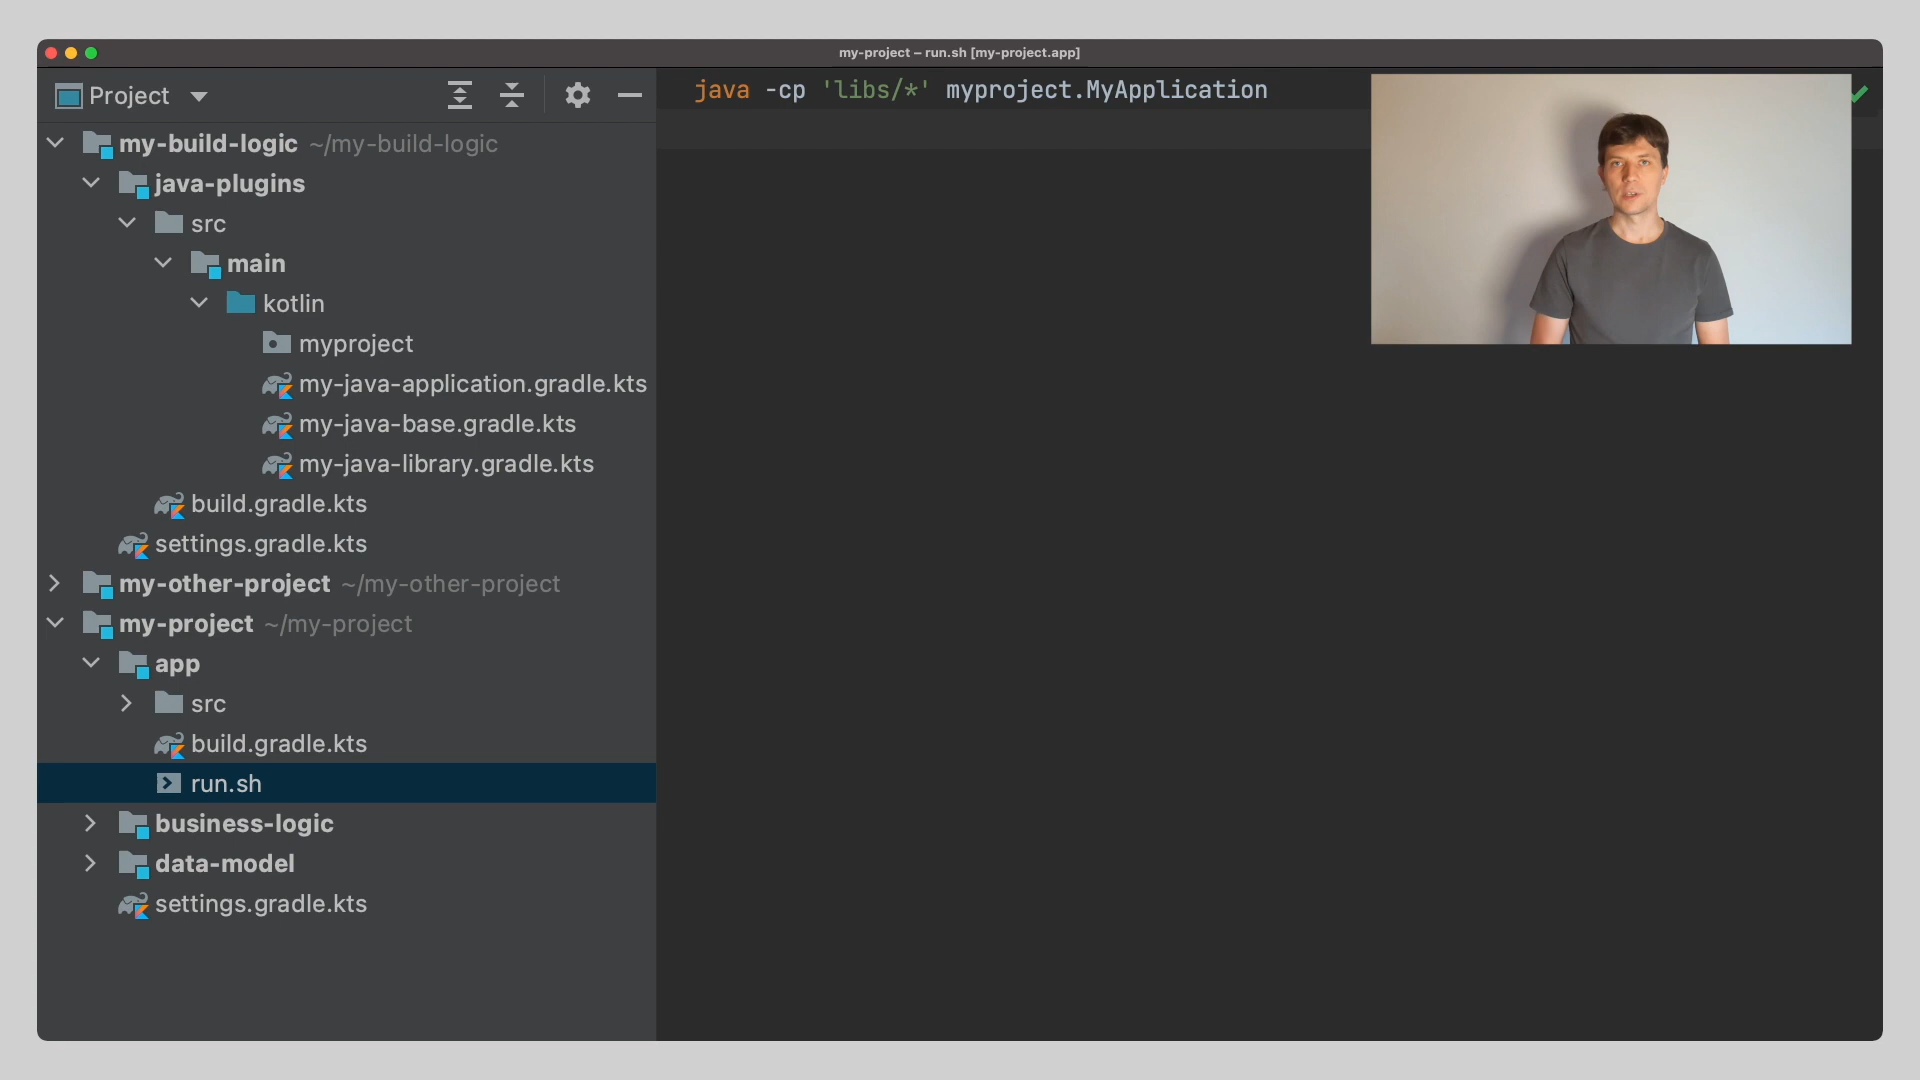 my-project – run.sh [my-project.app]
Project
java -cp 'libs/*' myproject.MyApplication
my-build-logic ~/my-build-logic
java-plugins
src
main
kotlin
myproject
my-java-application.gradle.kts
my-java-base.gradle.kts
my-java-library.gradle.kts
build.gradle.kts
settings.gradle.kts
my-other-project ~/my-other-project
my-project ~/my-project
app
src
build.gradle.kts
run.sh
business-logic
data-model
settings.gradle.kts